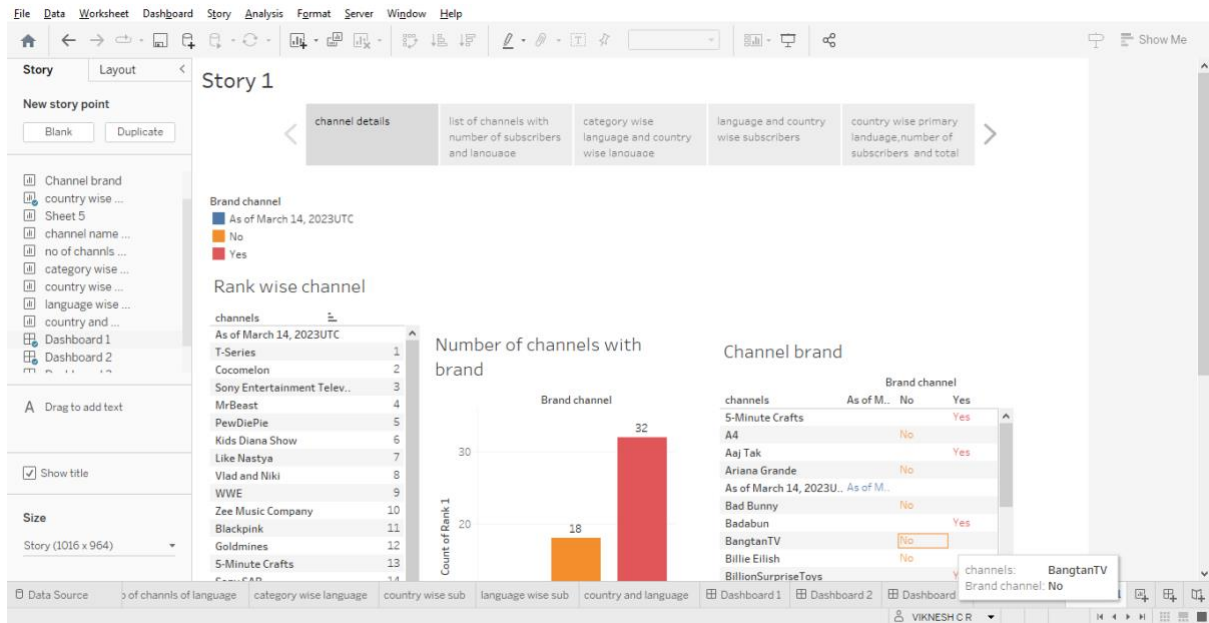 File Data Worksheet Dashboard Story Analysis Format Server Window Help
Show Me
Story Layout
New story point
Blank Duplicate
Channel brand
country wise ...
Sheet 5
channel name ...
no of channls ...
category wise ...
country wise ...
language wise ...
country and ...
Dashboard 1
Dashboard 2
A Drag to add text
Show title
Size
Story (1016 x 964)
Story 1
channel details
list of channels with
number of subscribers
and language
category wise
language and country
wise language
language and country
wise subscribers
country wise primary
landuage,number of
subscribers and total
Brand channel
As of March 14, 2023UTC
No
Yes
Rank wise channel
channels
As of March 14, 2023UTC
T-Series 1
Cocomelon 2
Sony Entertainment Telev.. 3
MrBeast 4
PewDiePie 5
Kids Diana Show 6
Like Nastya 7
Vlad and Niki 8
WWE 9
Zee Music Company 10
Blackpink 11
Goldmines 12
5-Minute Crafts 13
Sony SAB 14
Number of channels with
brand
Brand channel
32
30
20
18
Count of Rank 1
Channel brand
Brand channel
channels As of M.. No Yes
5-Minute Crafts Yes
A4 No
Aaj Tak Yes
Ariana Grande No
As of March 14, 2023U.. As of M..
Bad Bunny No
Badabun Yes
BangtanTV No
Billie Eilish No
BillionSurpriseToys
channels: BangtanTV
Brand channel: No
Data Source of channls of language category wise language country wise sub language wise sub country and language Dashboard 1 Dashboard 2 Dashboard
VIKNESH C R